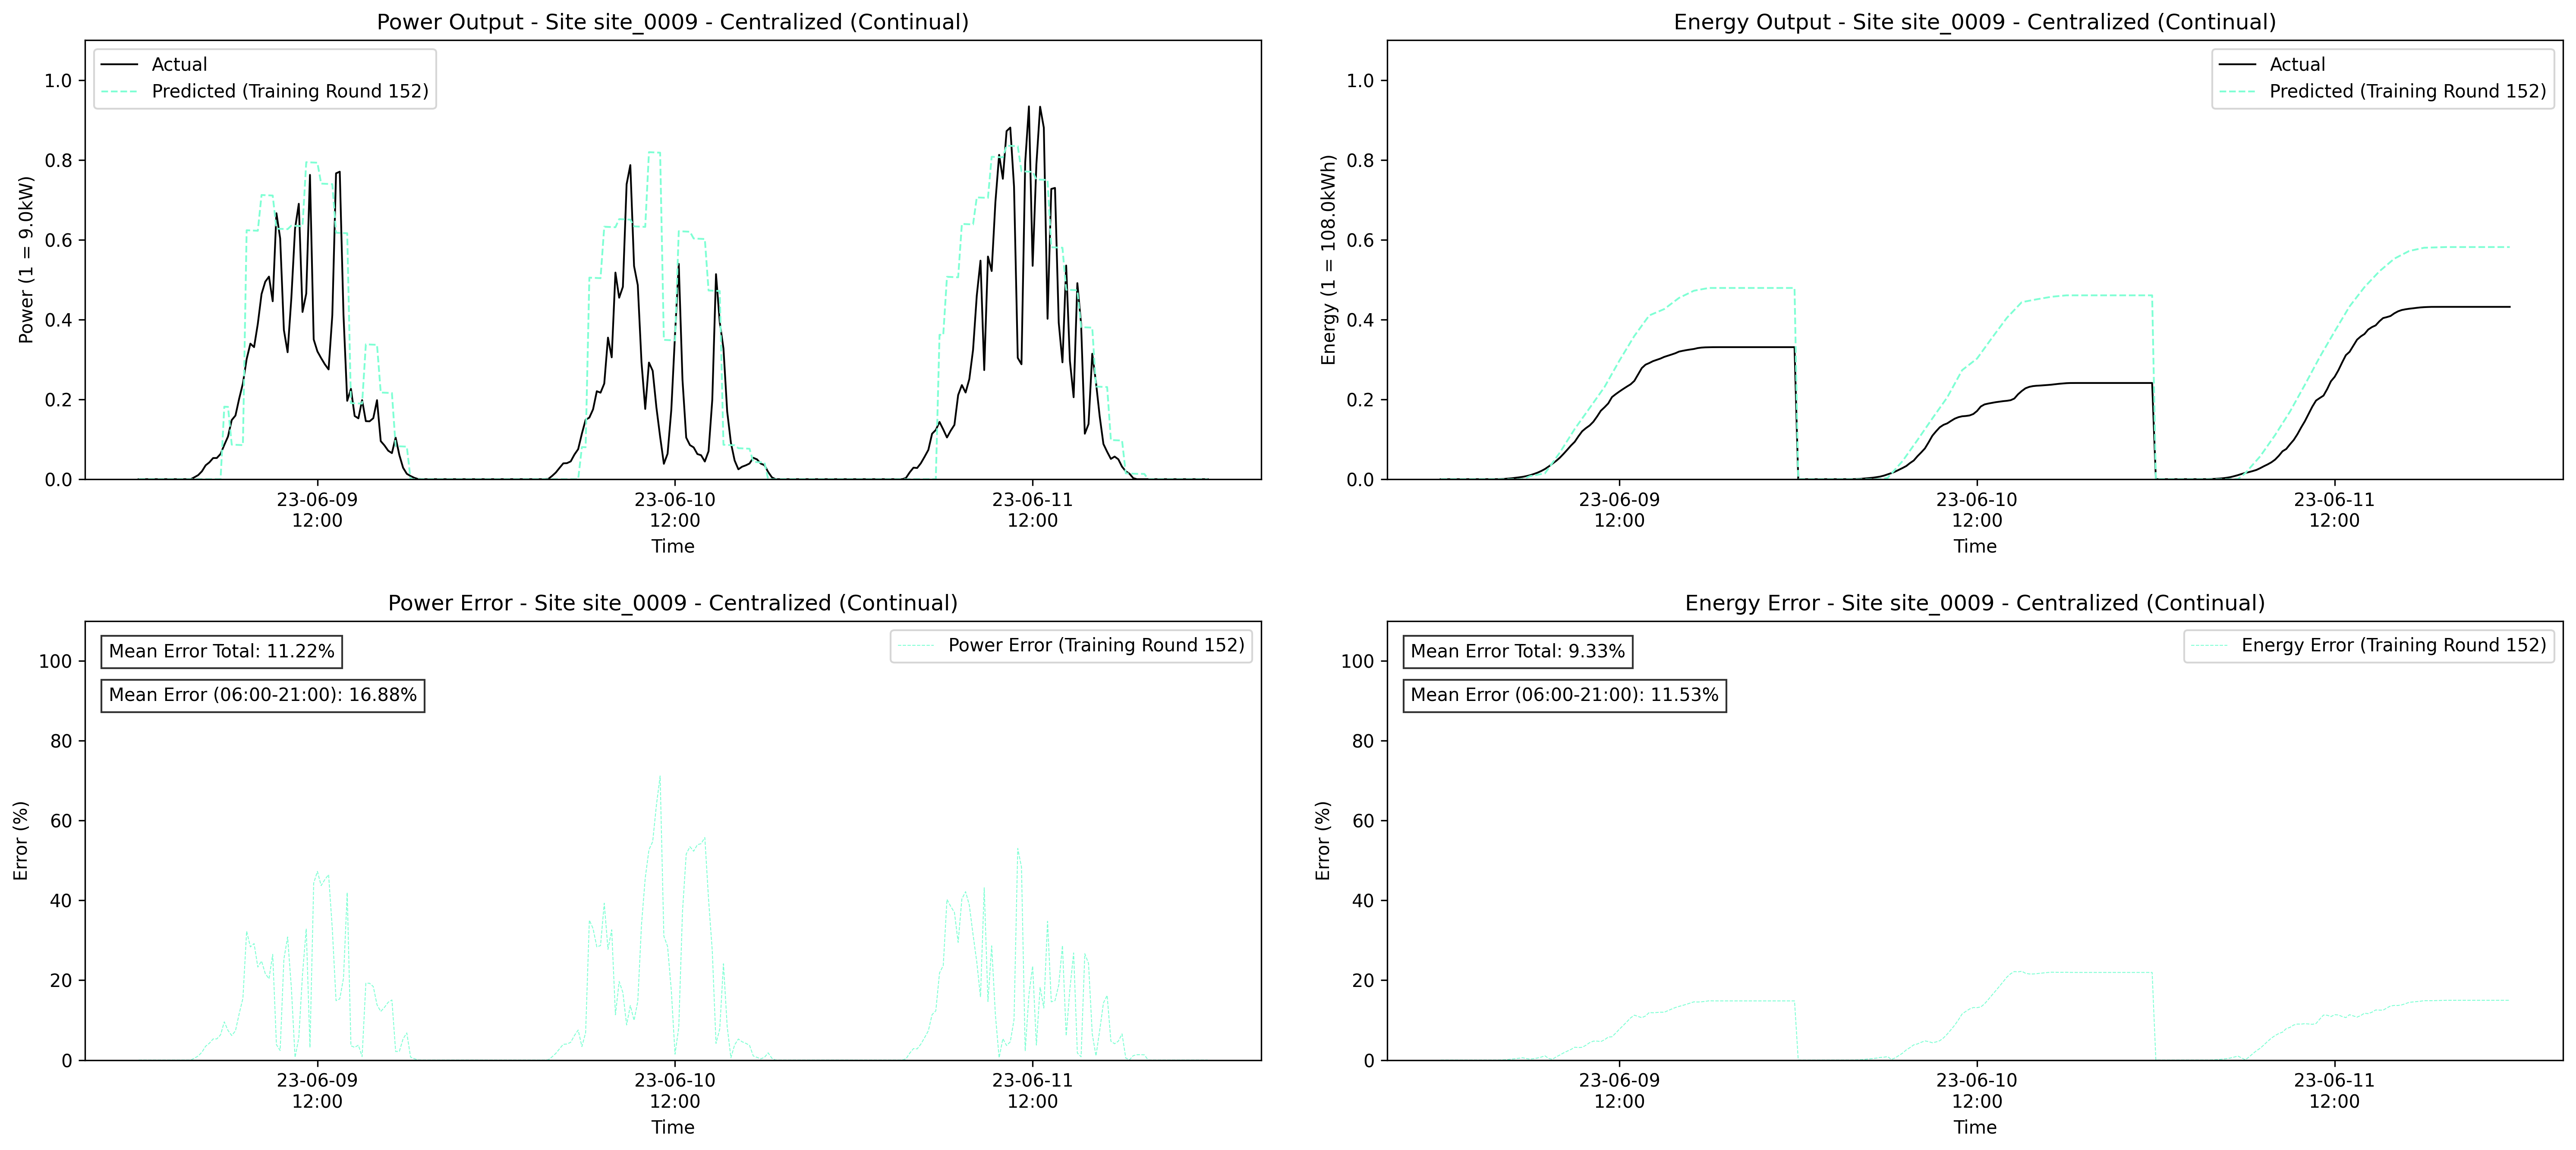 Power Output - Site site_0009 - Centralized (Continual)
Actual
Predicted (Training Round 152)
Power (1 = 9.0kW)
1.0
0.8
0.6
0.4
0.2
0.0
23-06-09
12:00
23-06-10
12:00
23-06-11
12:00
Time
Energy Output - Site site_0009 - Centralized (Continual)
Actual
Predicted (Training Round 152)
Energy (1 = 108.0kWh)
1.0
0.8
0.6
0.4
0.2
0.0
23-06-09
12:00
23-06-10
12:00
23-06-11
12:00
Time
Power Error - Site site_0009 - Centralized (Continual)
Mean Error Total: 11.22%
Mean Error (06:00-21:00): 16.88%
Power Error (Training Round 152)
Error (%)
100
80
60
40
20
0
23-06-09
12:00
23-06-10
12:00
23-06-11
12:00
Time
Energy Error - Site site_0009 - Centralized (Continual)
Mean Error Total: 9.33%
Mean Error (06:00-21:00): 11.53%
Energy Error (Training Round 152)
Error (%)
100
80
60
40
20
0
23-06-09
12:00
23-06-10
12:00
23-06-11
12:00
Time